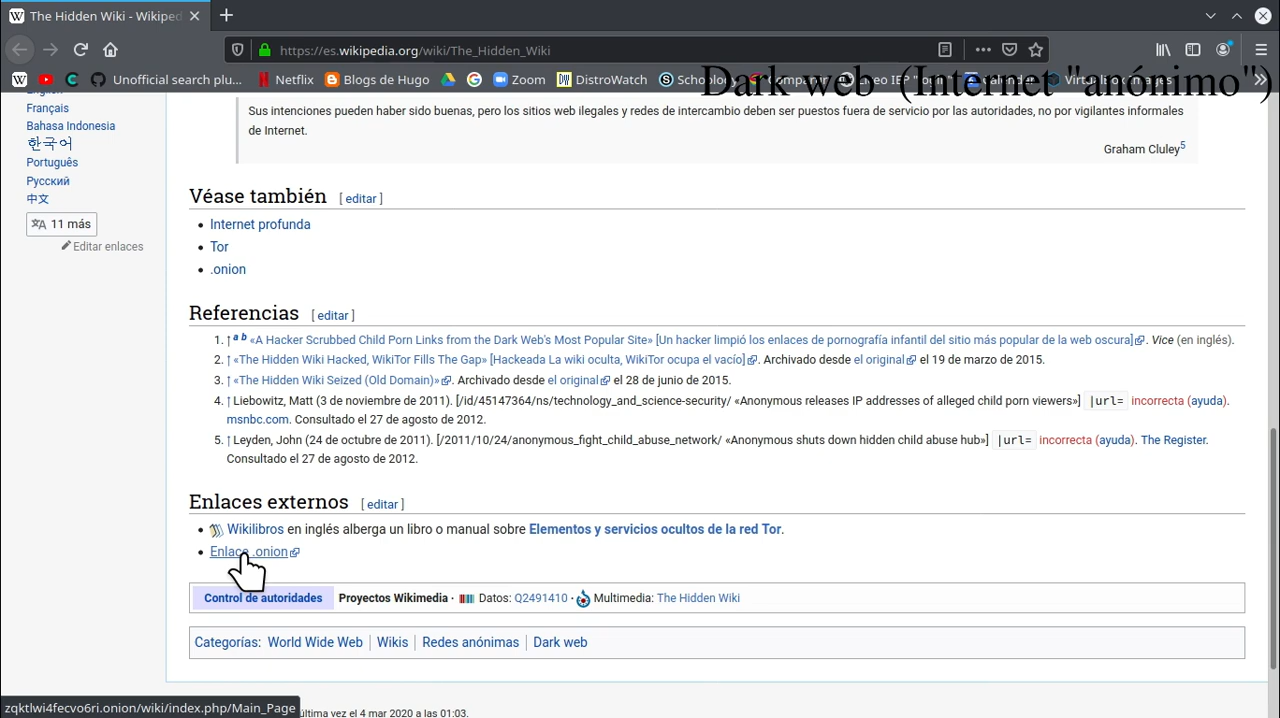 The Hidden Wiki - Wikiped
https://es.wikipedia.org/wiki/The_Hidden_Wiki
Unofficial search plu...
Netflix
Blogs de Hugo
Zoom
DistroWatch
Dark web (Internet "anónimo")
Français
Bahasa Indonesia
한국어
Português
Русский
中文
11 más
Editar enlaces
Sus intenciones pueden haber sido buenas, pero los sitios web ilegales y redes de intercambio deben ser puestos fuera de servicio por las autoridades, no por vigilantes informales
de Internet.
Graham Cluley5
Véase también [ editar ]
Internet profunda
Tor
.onion
Referencias [ editar ]
1. ↑ a b «A Hacker Scrubbed Child Porn Links from the Dark Web's Most Popular Site» [Un hacker limpió los enlaces de pornografía infantil del sitio más popular de la web oscura]. Vice (en inglés).
2. ↑ «The Hidden Wiki Hacked, WikiTor Fills The Gap» [Hackeada La wiki oculta, WikiTor ocupa el vacío]. Archivado desde el original el 19 de marzo de 2015.
3. ↑ «The Hidden Wiki Seized (Old Domain)». Archivado desde el original el 28 de junio de 2015.
4. ↑ Liebowitz, Matt (3 de noviembre de 2011). [/id/45147364/ns/technology_and_science-security/ «Anonymous releases IP addresses of alleged child porn viewers»] |url= incorrecta (ayuda).
msnbc.com. Consultado el 27 de agosto de 2012.
5. ↑ Leyden, John (24 de octubre de 2011). [/2011/10/24/anonymous_fight_child_abuse_network/ «Anonymous shuts down hidden child abuse hub»] |url= incorrecta (ayuda). The Register.
Consultado el 27 de agosto de 2012.
Enlaces externos [ editar ]
Wikilibros en inglés alberga un libro o manual sobre Elementos y servicios ocultos de la red Tor.
Enlace .onion
Control de autoridades Proyectos Wikimedia · Datos: Q2491410 · Multimedia: The Hidden Wiki
Categorías: World Wide Web | Wikis | Redes anónimas | Dark web
zqktlwi4fecvo6ri.onion/wiki/index.php/Main_Page
última vez el 4 mar 2020 a las 01:03.